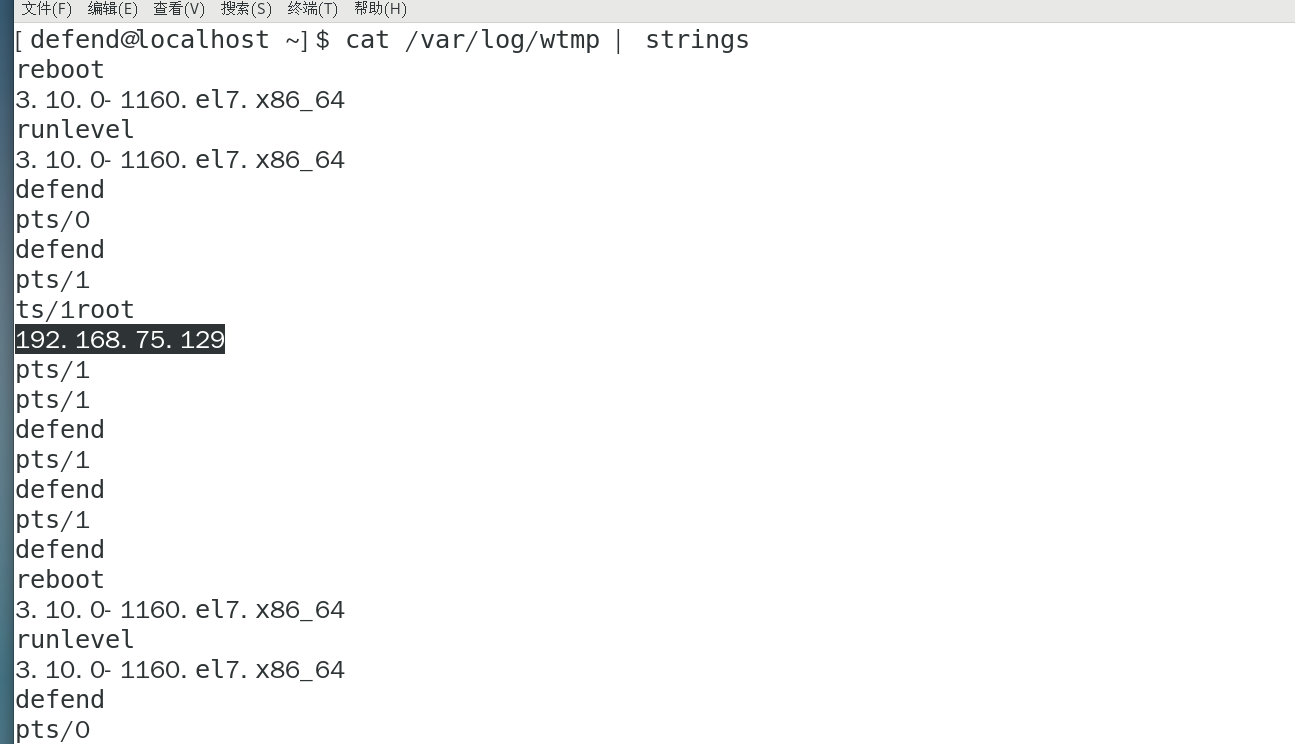 文件(F) 编辑(E) 查看(V) 搜索(S) 终端(T) 帮助(H)
[defend@localhost ~]$ cat /var/log/wtmp | strings
reboot
3.10.0-1160.el7.x86_64
runlevel
3.10.0-1160.el7.x86_64
defend
pts/0
defend
pts/1
ts/1root
192.168.75.129
pts/1
pts/1
defend
pts/1
defend
pts/1
defend
reboot
3.10.0-1160.el7.x86_64
runlevel
3.10.0-1160.el7.x86_64
defend
pts/0